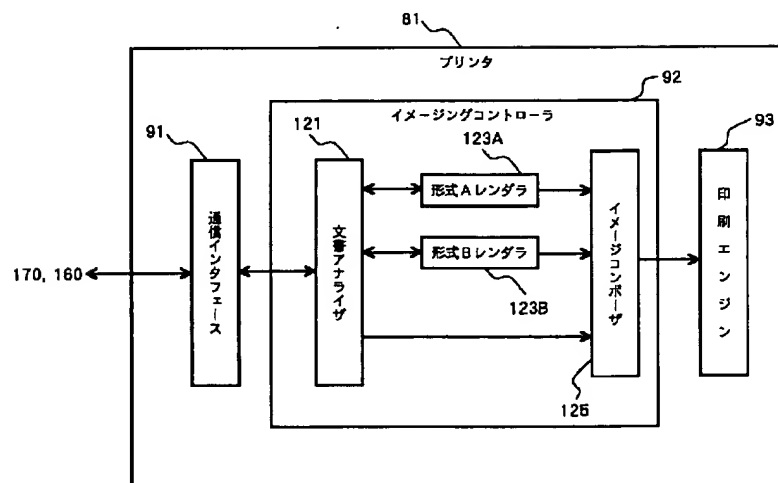 81
プリンタ
92
イメージングコントローラ
91
121
123A
93
通信インタフェース
文書アナライザ
形式Aレンダラ
イメージコンポーザ
印刷エンジン
形式Bレンダラ
170, 160
123B
125